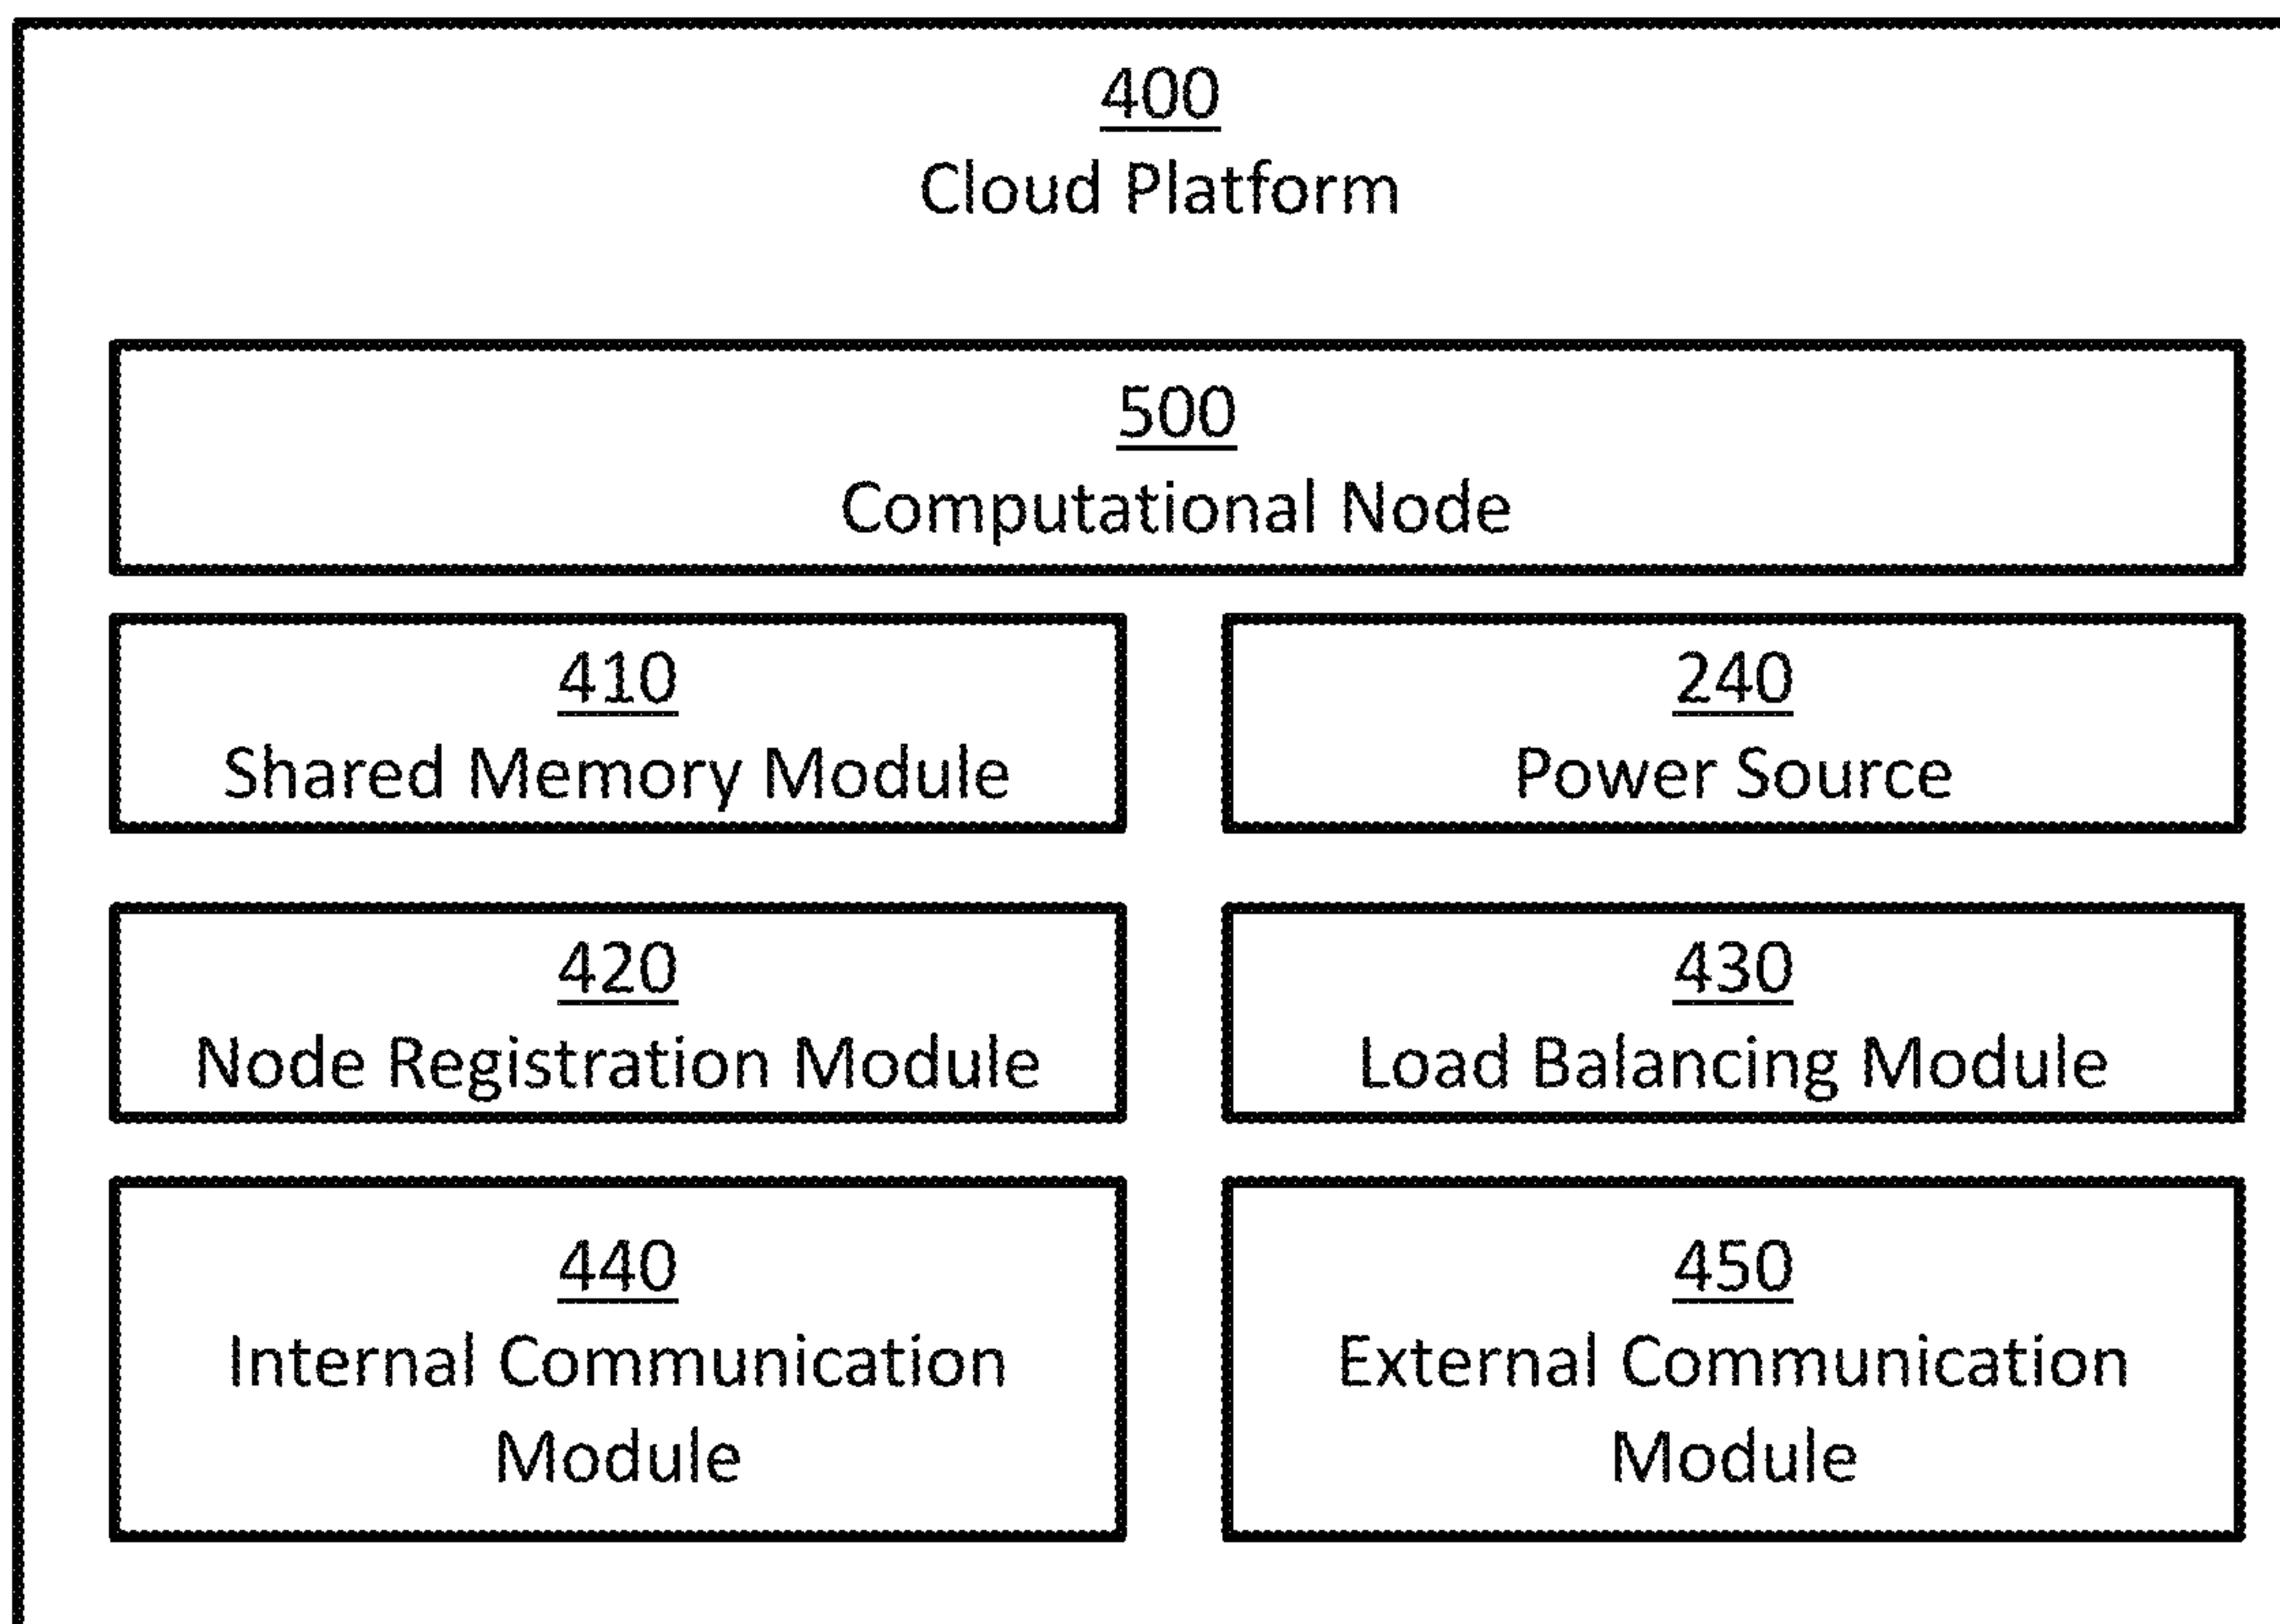 400
Cloud Platform
500
Computational Node
410
Shared Memory Module
240
Power Source
420
Node Registration Module
430
Load Balancing Module
440
Internal Communication
Module
450
External Communication
Module